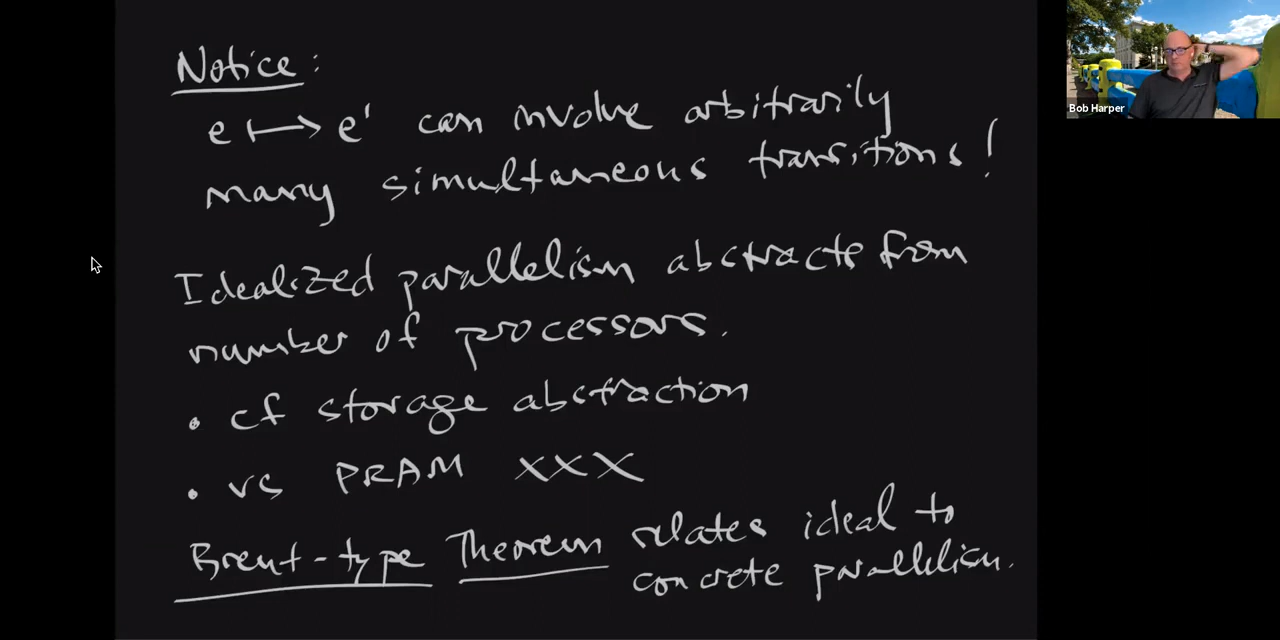 Notice:
e ↦ e' can involve arbitrarily
many simultaneous transitions!
Idealized parallelism abstracts from
number of processors.
• cf storage abstraction
• vs PRAM XXX
Brent-type Theorem relates ideal to
concrete parallelism.
Bob Harper